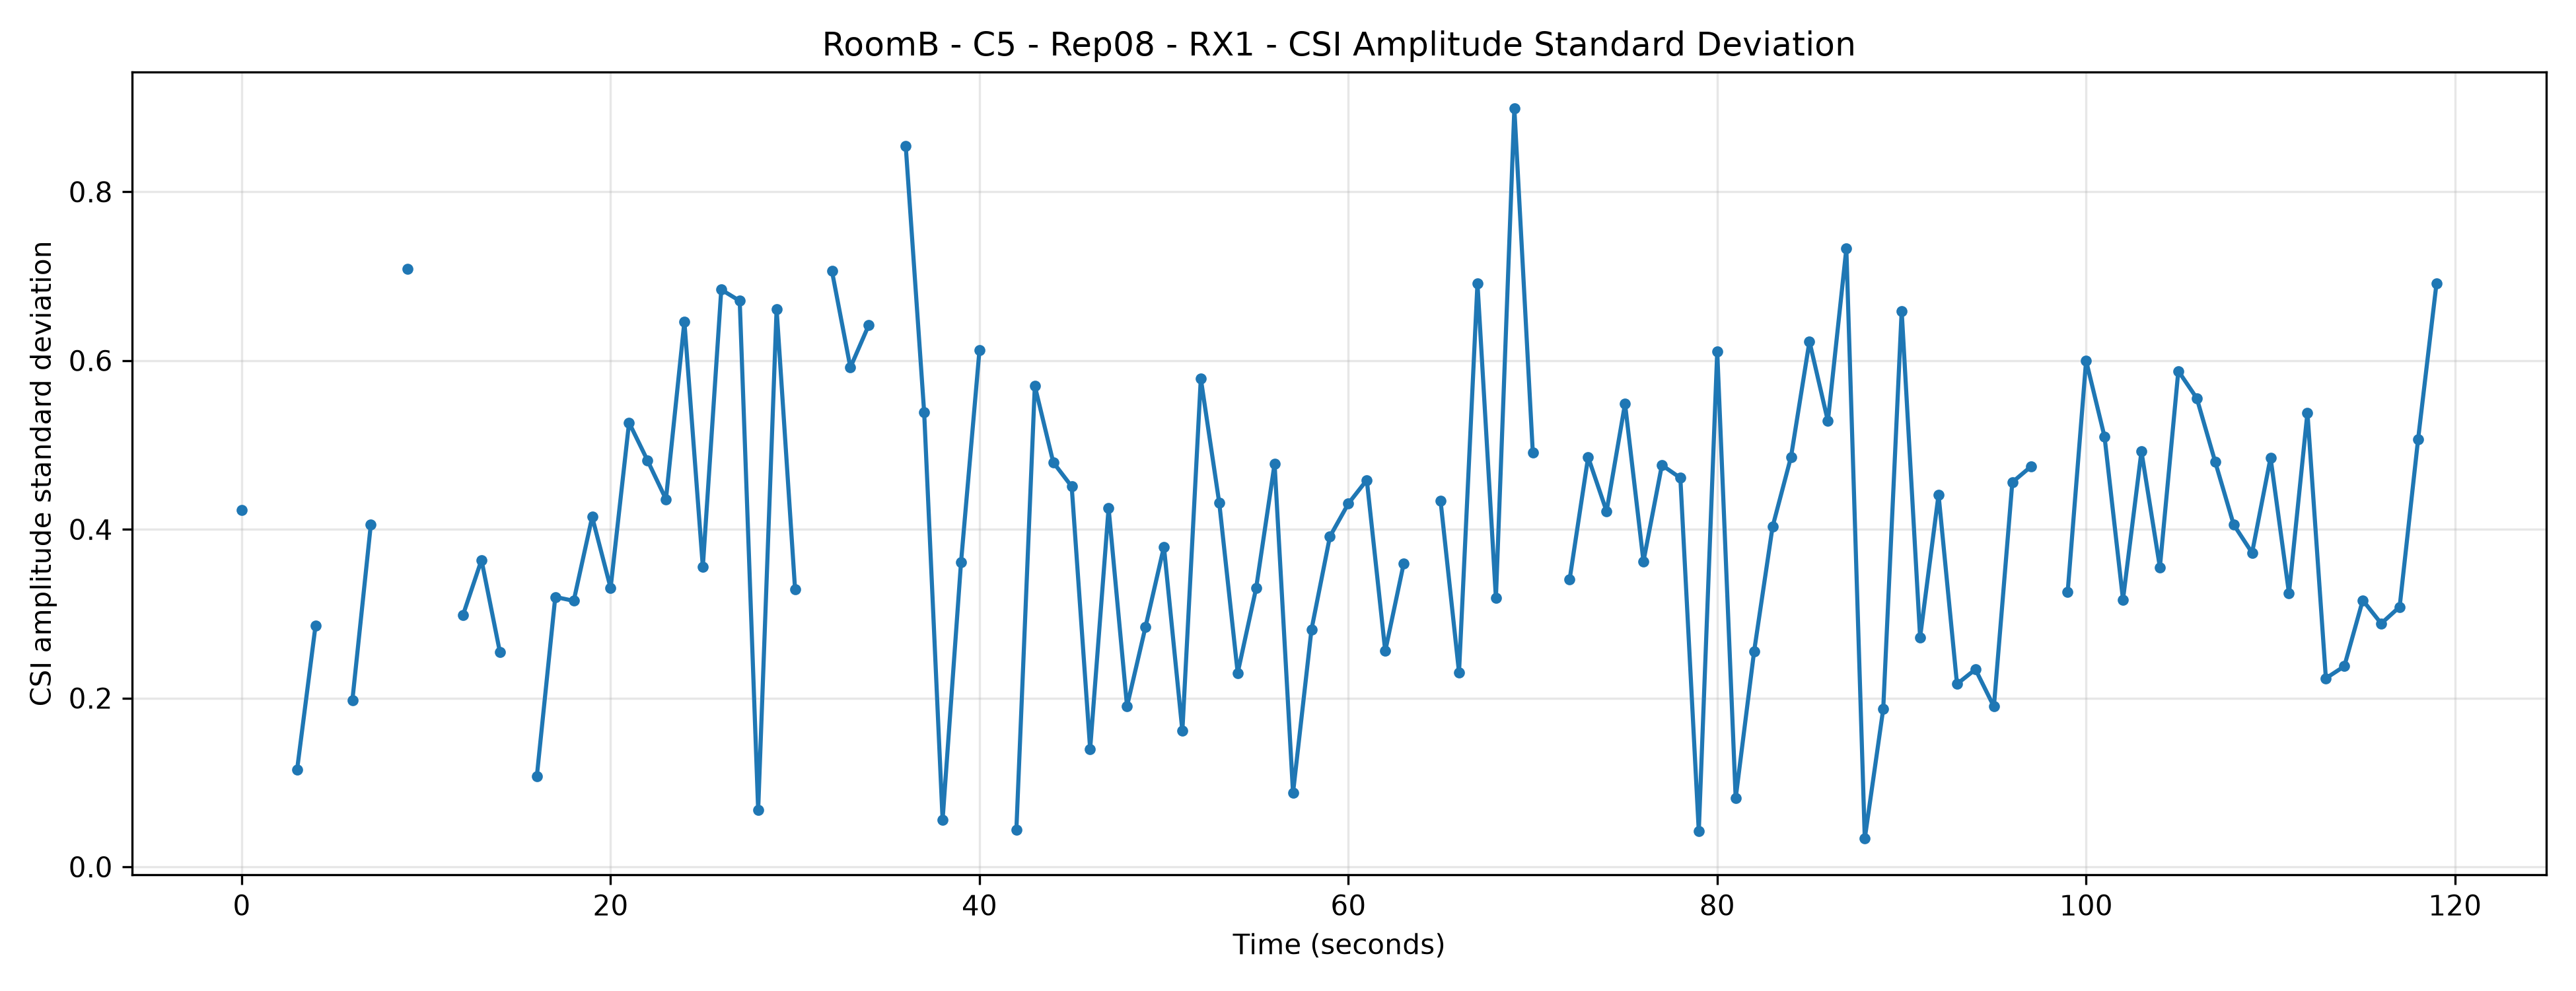 RoomB - C5 - Rep08 - RX1 - CSI Amplitude Standard Deviation
CSI amplitude standard deviation
0.8
0.6
0.4
0.2
0.0
0 20 40 60 80 100 120
Time (seconds)